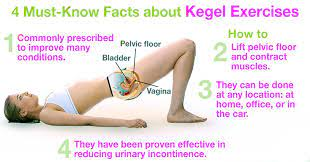 4 Must-Know Facts about Kegel Exercises
1 Commonly prescribed
to improve many
conditions.
Pelvic floor
Bladder
Vagina
How to
2 Lift pelvic floor
and contract
muscles.
3 They can be done
at any location: at
home, office, or in
the car.
4 They have been proven effective in
reducing urinary incontinence.